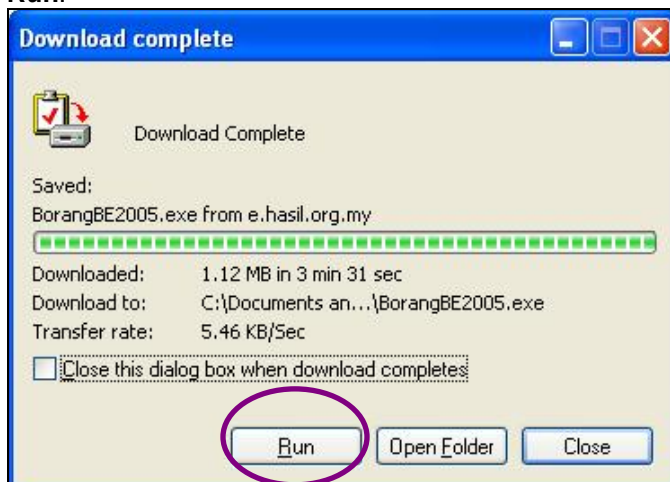 Run.
Download complete
Download Complete
Saved:
BorangBE2005.exe from e.hasil.org.my
Downloaded: 1.12 MB in 3 min 31 sec
Download to: C:\Documents an...\BorangBE2005.exe
Transfer rate: 5.46 KB/Sec
Close this dialog box when download completes
Run Open Folder Close